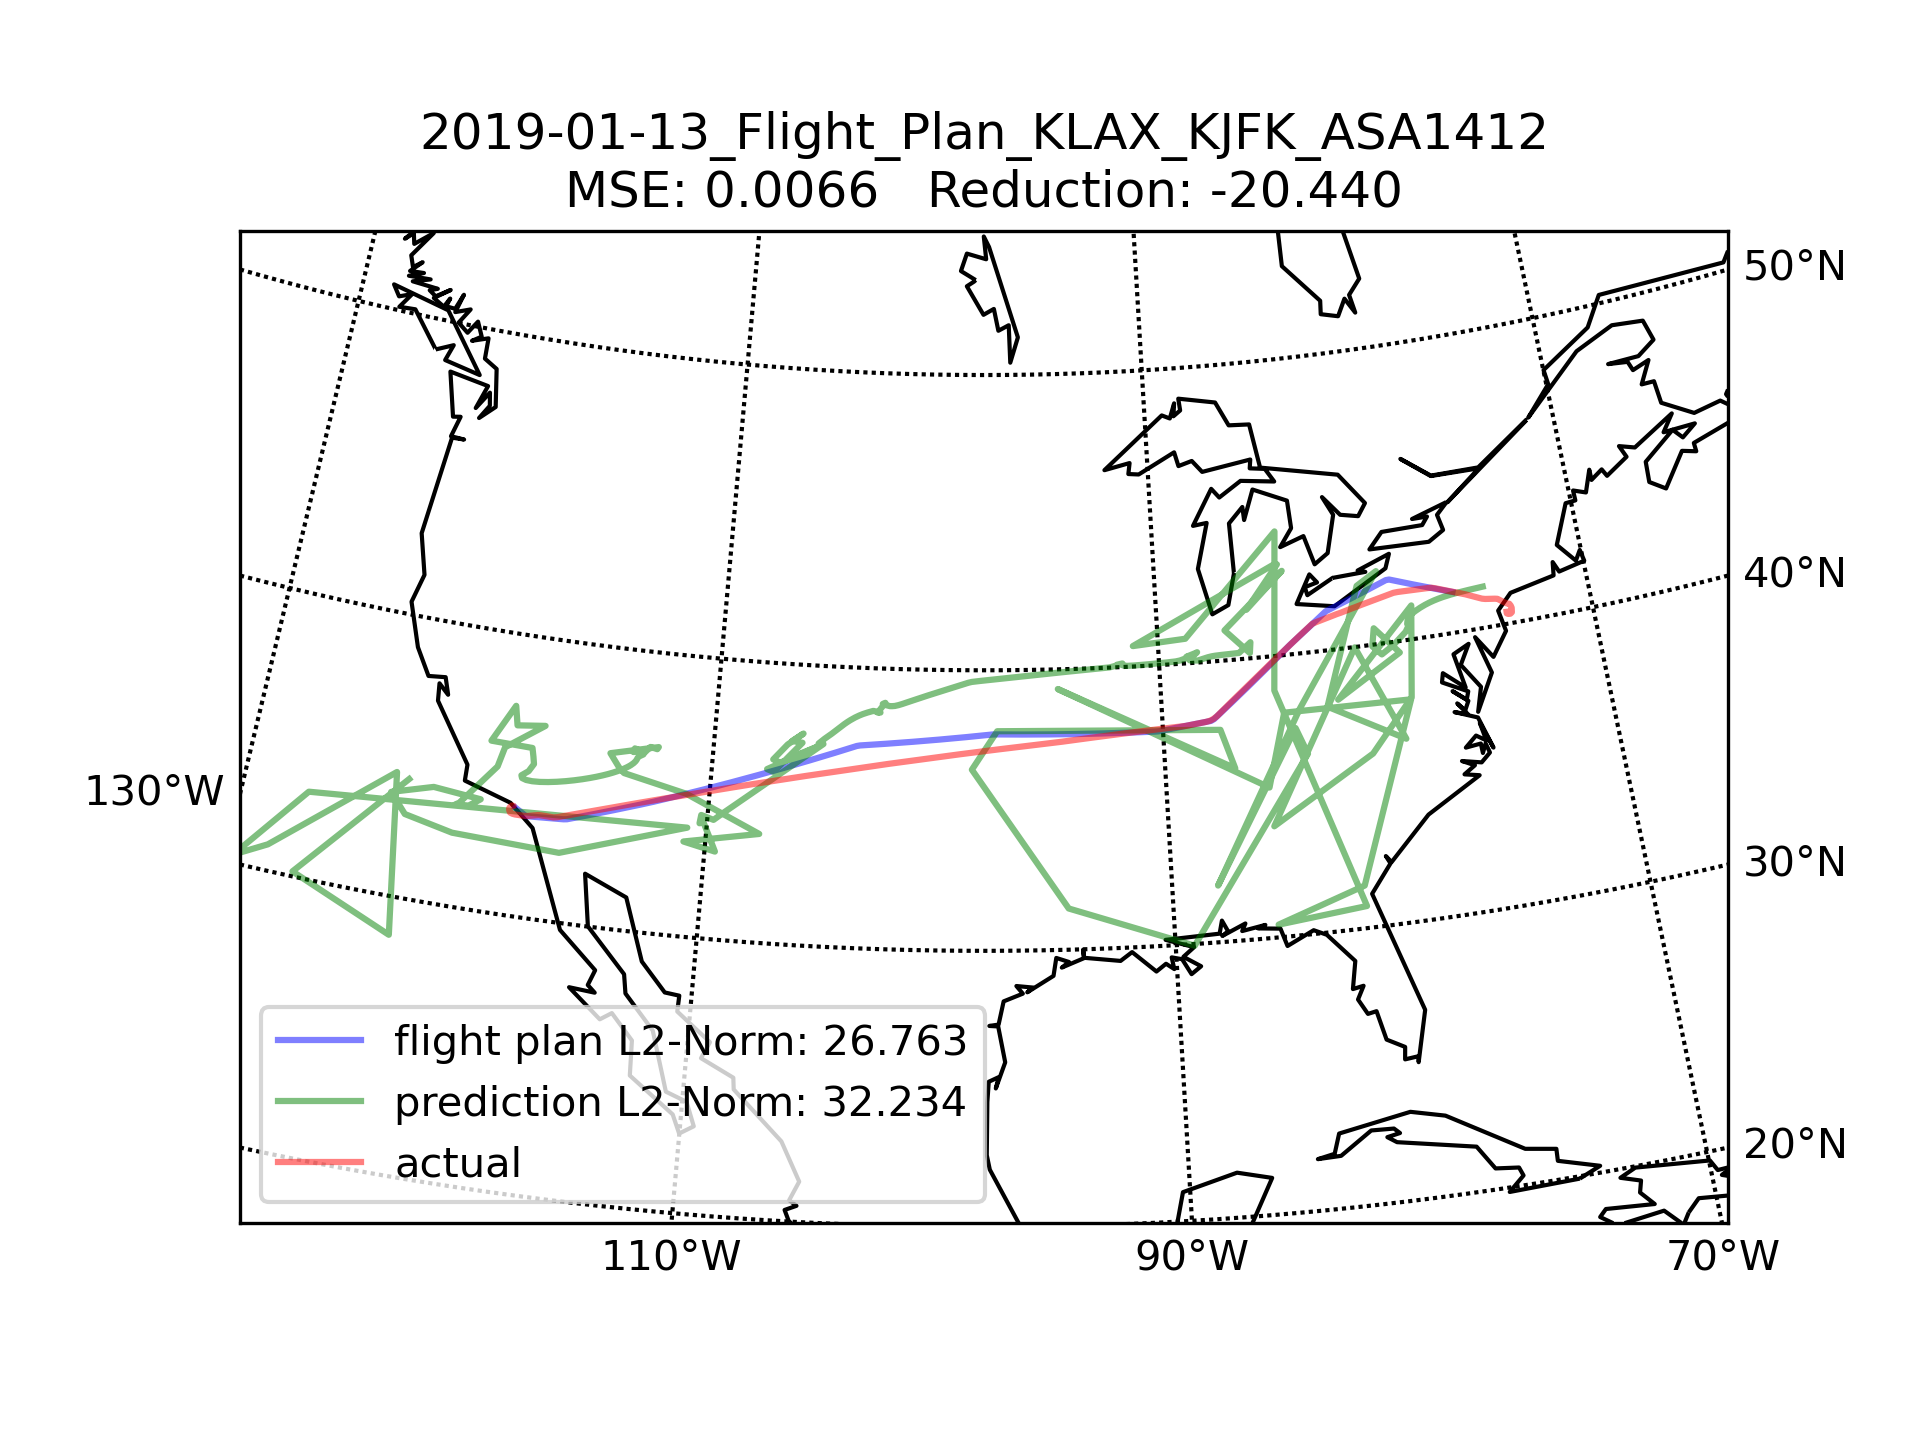 2019-01-13_Flight_Plan_KLAX_KJFK_ASA1412
MSE: 0.0066   Reduction: -20.440
50°N
40°N
130°W
30°N
20°N
flight plan L2-Norm: 26.763
prediction L2-Norm: 32.234
actual
110°W
90°W
70°W